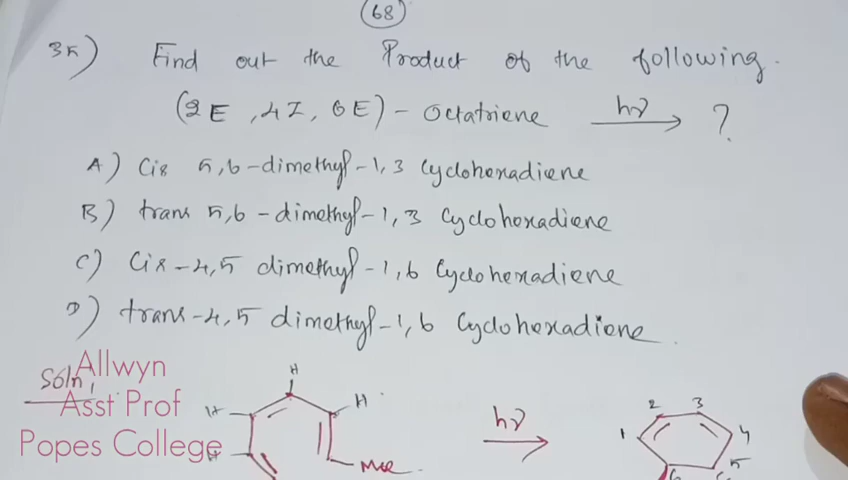 68
35) Find out the Product of the following.
(2E, 4Z, 6E) - Octatriene hν ?
A) Cis 5,6-dimethyl-1,3 Cyclohexadiene
B) trans 5,6-dimethyl-1,3 Cyclohexadiene
C) Cis-4,5 dimethyl-1,6 Cyclohexadiene
D) trans-4,5 dimethyl-1,6 Cyclohexadiene.
Soln,
Allwyn
Asst Prof
Popes College
H
H H
H
Me
hν
2 3
1 4
6 5